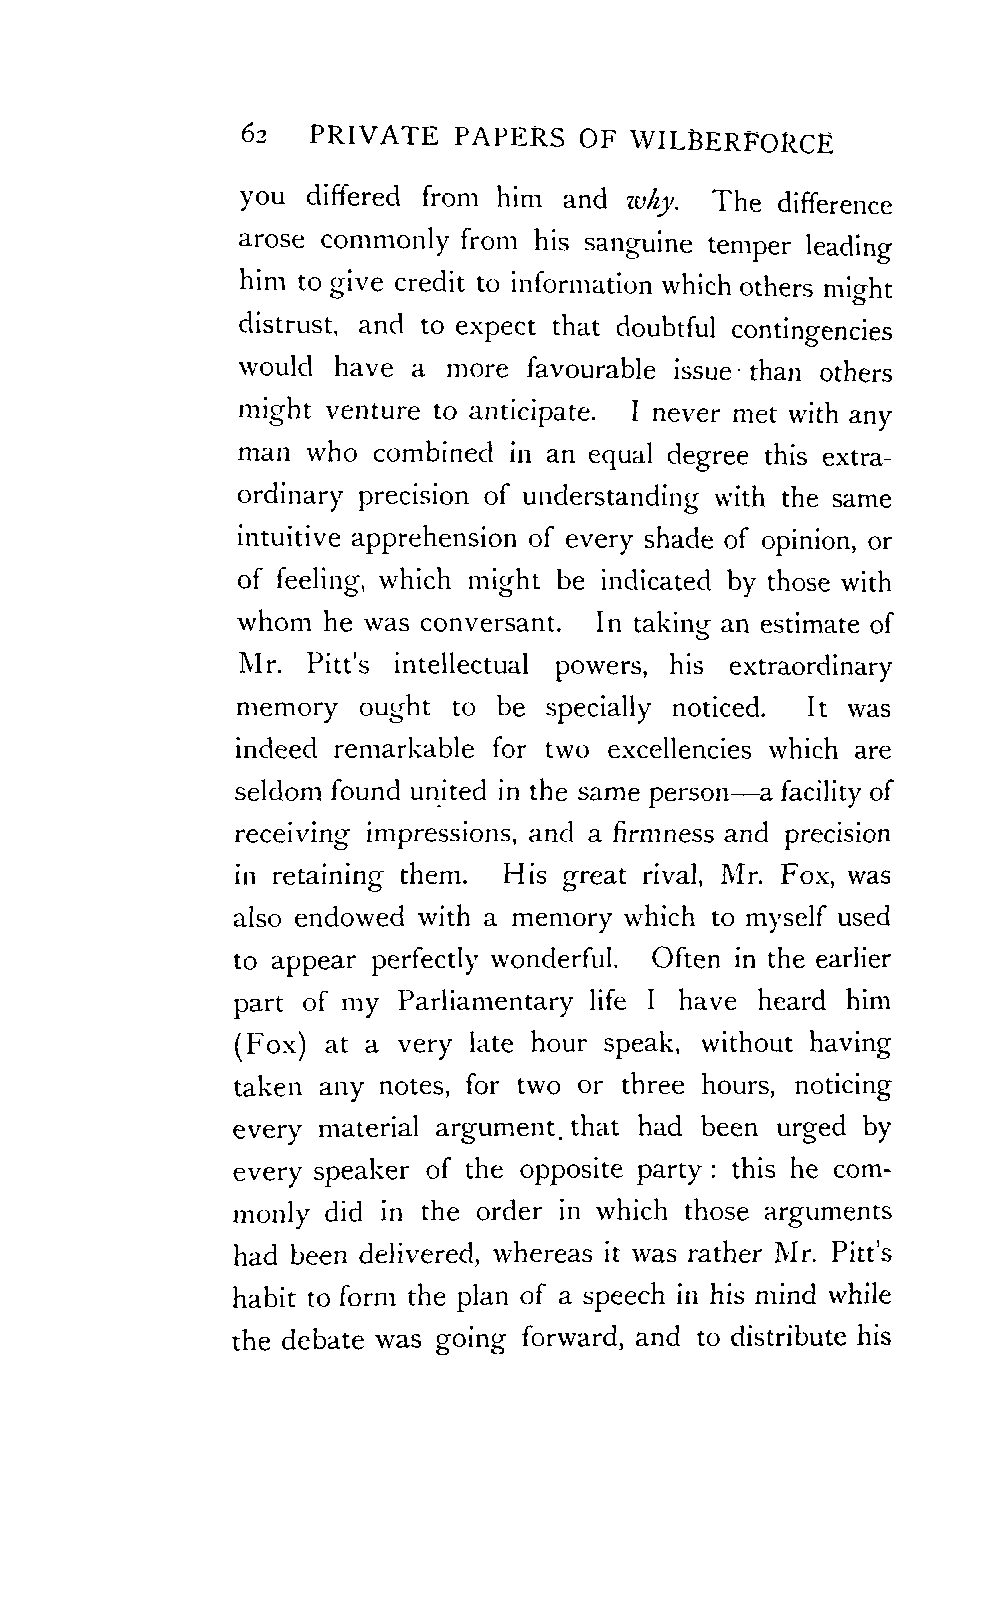 62 PRIVATE PAPERS OF WILBERFORCE
you differed from him and why. The difference
arose commonly from his sanguine temper leading
him to give credit to information which others might
distrust, and to expect that doubtful contingencies
would have a more favourable issue than others
might venture to anticipate. I never met with any
man who combined in an equal degree this extra-
ordinary precision of understanding with the same
intuitive apprehension of every shade of opinion, or
of feeling, which might be indicated by those with
whom he was conversant. In taking an estimate of
Mr. Pitt's intellectual powers, his extraordinary
memory ought to be specially noticed. It was
indeed remarkable for two excellencies which are
seldom found united in the same person—a facility of
receiving impressions, and a firmness and precision
in retaining them. His great rival, Mr. Fox, was
also endowed with a memory which to myself used
to appear perfectly wonderful. Often in the earlier
part of my Parliamentary life I have heard him
(Fox) at a very late hour speak, without having
taken any notes, for two or three hours, noticing
every material argument that had been urged by
every speaker of the opposite party : this he com-
monly did in the order in which those arguments
had been delivered, whereas it was rather Mr. Pitt's
habit to form the plan of a speech in his mind while
the debate was going forward, and to distribute his